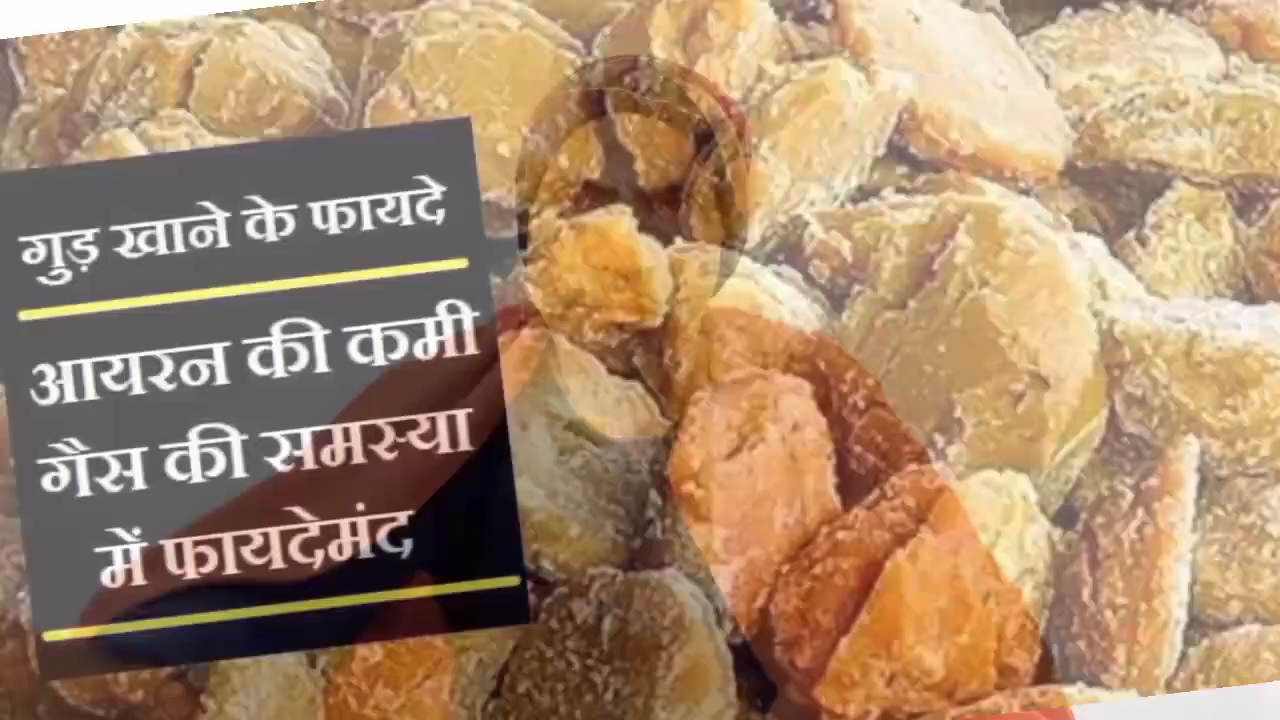 गुड़ खाने के फायदे
आयरन की कमी
गैस की समस्या
में फायदेमंद